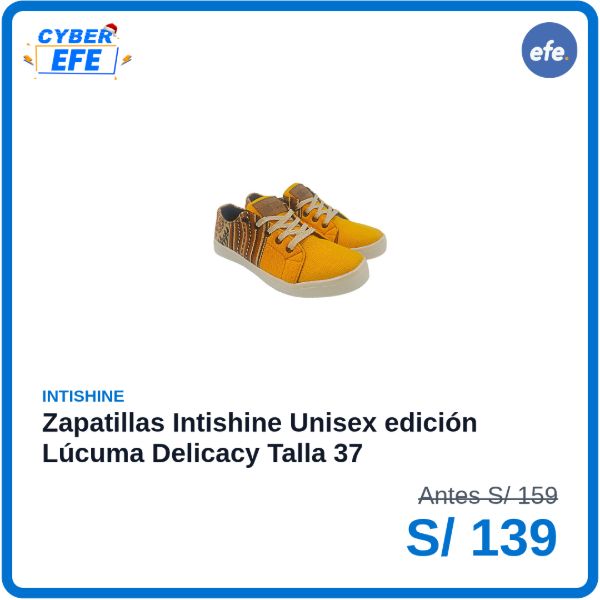 CYBER
EFE
efe.
INTISHINE
Zapatillas Intishine Unisex edición
Lúcuma Delicacy Talla 37
Antes S/ 159
S/ 139